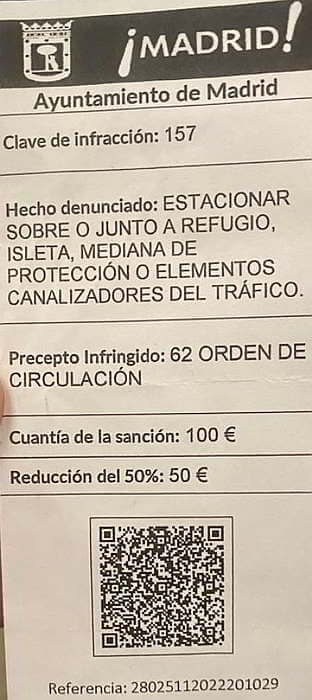 ¡MADRID!
Ayuntamiento de Madrid
Clave de infracción: 157
Hecho denunciado: ESTACIONAR
SOBRE O JUNTO A REFUGIO,
ISLETA, MEDIANA DE
PROTECCIÓN O ELEMENTOS
CANALIZADORES DEL TRÁFICO.
Precepto Infringido: 62 ORDEN DE
CIRCULACIÓN
Cuantía de la sanción: 100 €
Reducción del 50%: 50 €
Referencia: 28025112022201029